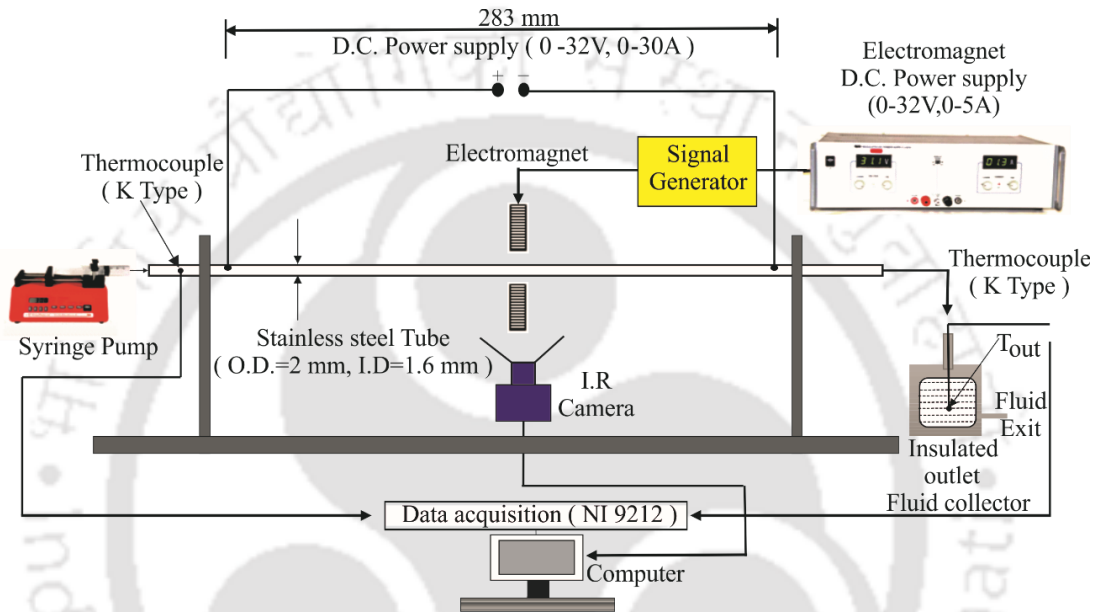 283 mm
D.C. Power supply ( 0 -32V, 0-30A )
Electromagnet
D.C. Power supply
(0-32V,0-5A)
+ −
Thermocouple
( K Type )
Electromagnet
Signal
Generator
Syringe Pump
Stainless steel Tube
( O.D.=2 mm, I.D=1.6 mm )
I.R
Camera
Thermocouple
( K Type )
Tout
Fluid
Exit
Insulated
outlet
Fluid collector
Data acquisition ( NI 9212 )
Computer